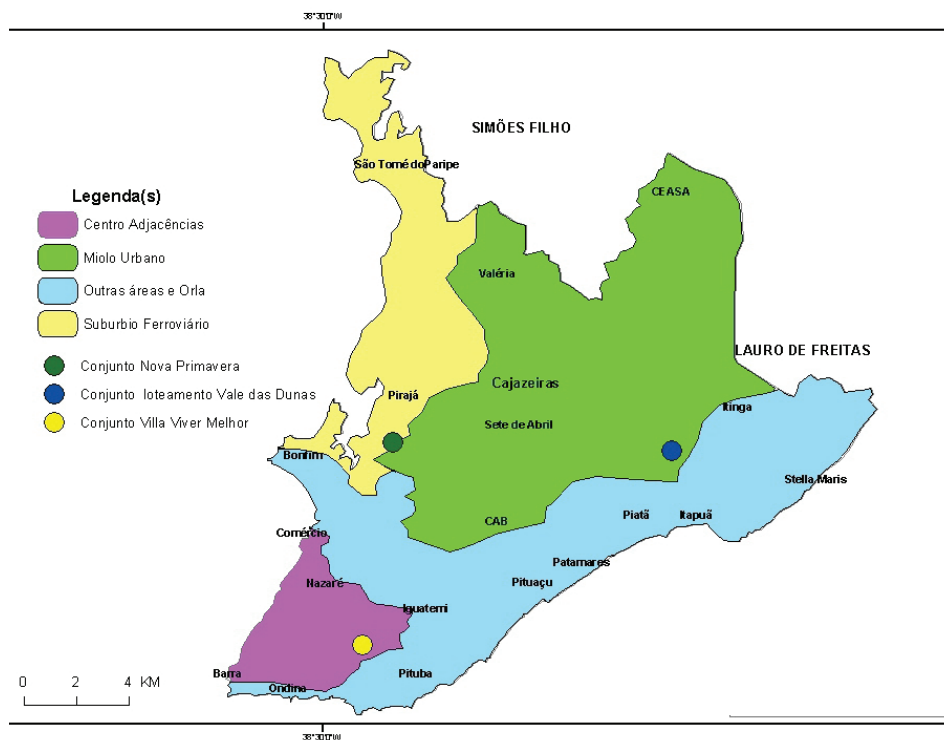 38°30'0"W
SIMÕES FILHO
São Tomé do Paripe
CEASA
Legenda(s)
Centro Adjacências
Miolo Urbano
Outras áreas e Orla
Suburbio Ferroviário
Conjunto Nova Primavera
Conjunto loteamento Vale das Dunas
Conjunto Villa Viver Melhor
Valéria
LAURO DE FREITAS
Cajazeiras
Pirajá
Itinga
Sete de Abril
Bonfim
Stella Maris
CAB
Piatã
Itapuã
Comércio
Patamares
Nazaré
Pituaçu
Iguatemi
Barra
Pituba
Ondina
0 2 4 KM
38°30'0"W